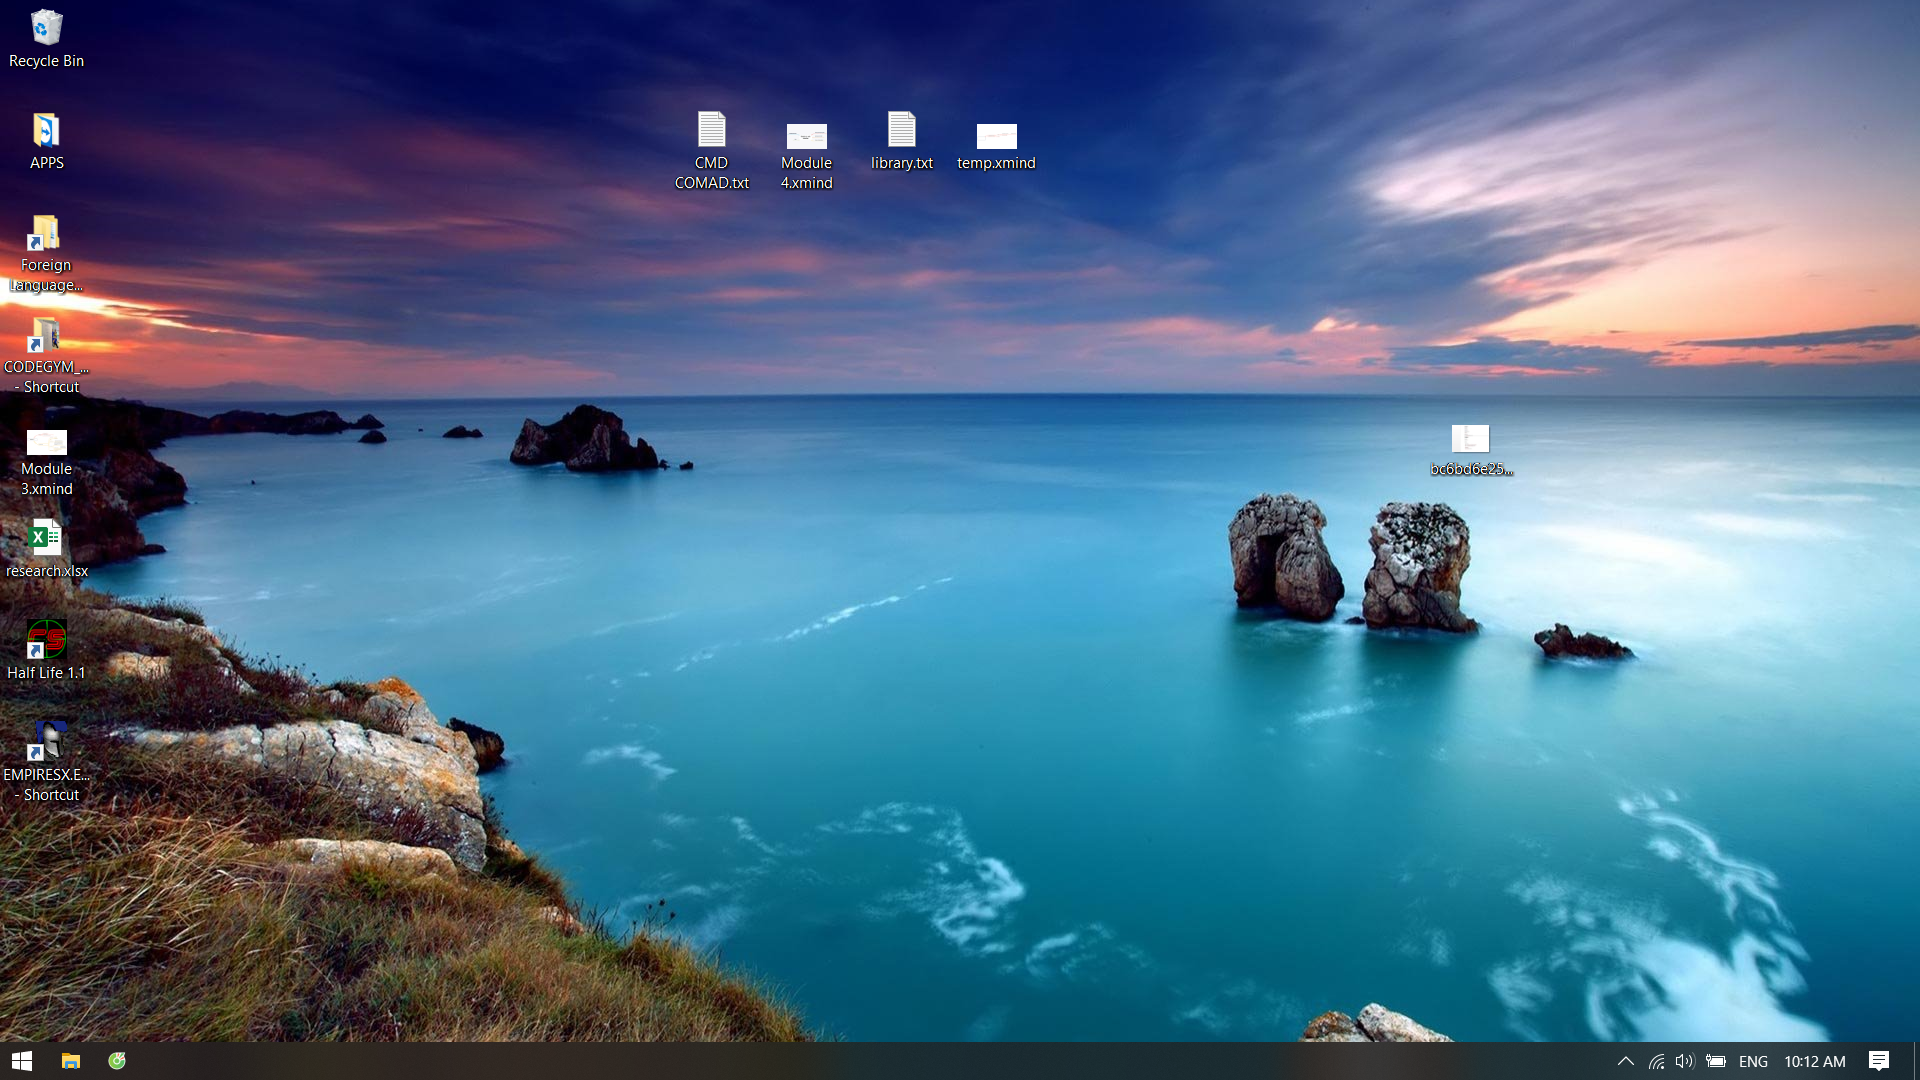 Recycle Bin
APPS
Foreign
Language...
CODEGYM_...
- Shortcut
Module
3.xmind
research.xlsx
Half Life 1.1
EMPIRESX.E...
- Shortcut
CMD
COMAD.txt
Module
4.xmind
library.txt
temp.xmind
bc6bd6e25...
ENG
10:12 AM